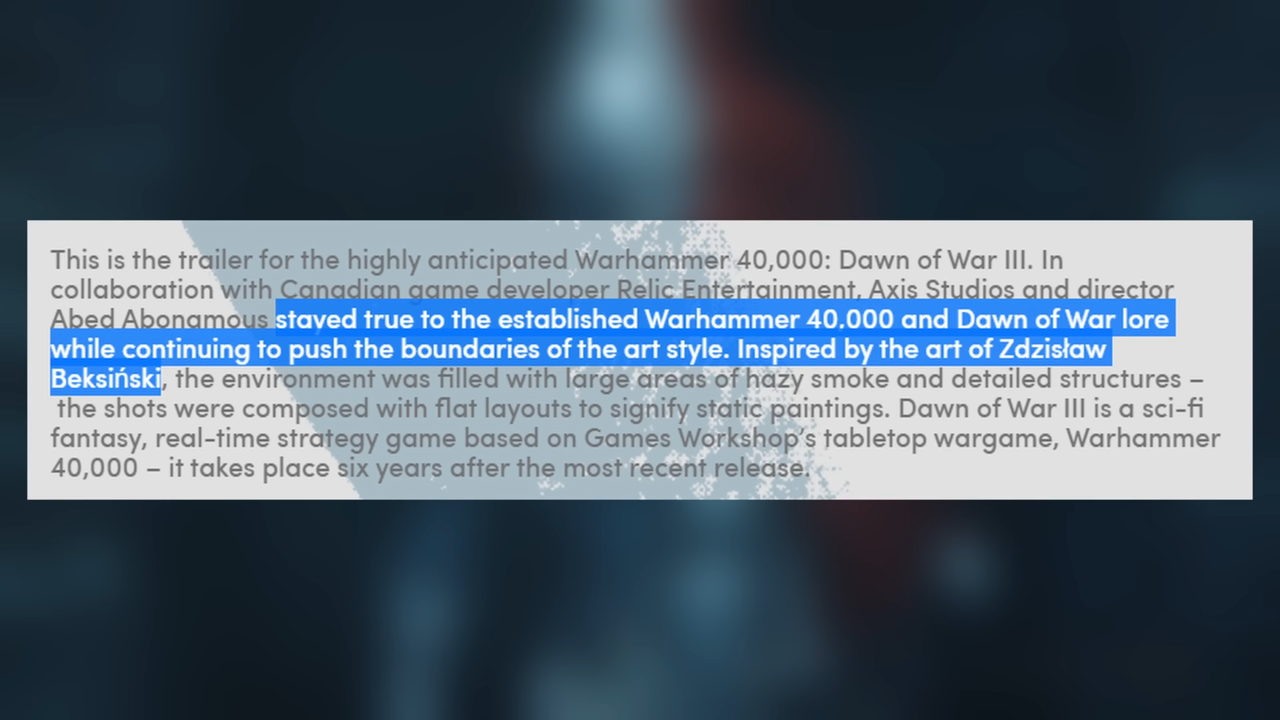 This is the trailer for the highly anticipated Warhammer 40,000: Dawn of War III. In
collaboration with Canadian game developer Relic Entertainment, Axis Studios and director
Abed Abonamous stayed true to the established Warhammer 40,000 and Dawn of War lore
while continuing to push the boundaries of the art style. Inspired by the art of Zdzisław
Beksiński, the environment was filled with large areas of hazy smoke and detailed structures –
the shots were composed with flat layouts to signify static paintings. Dawn of War III is a sci-fi
fantasy, real-time strategy game based on Games Workshop's tabletop wargame, Warhammer
40,000 – it takes place six years after the most recent release.